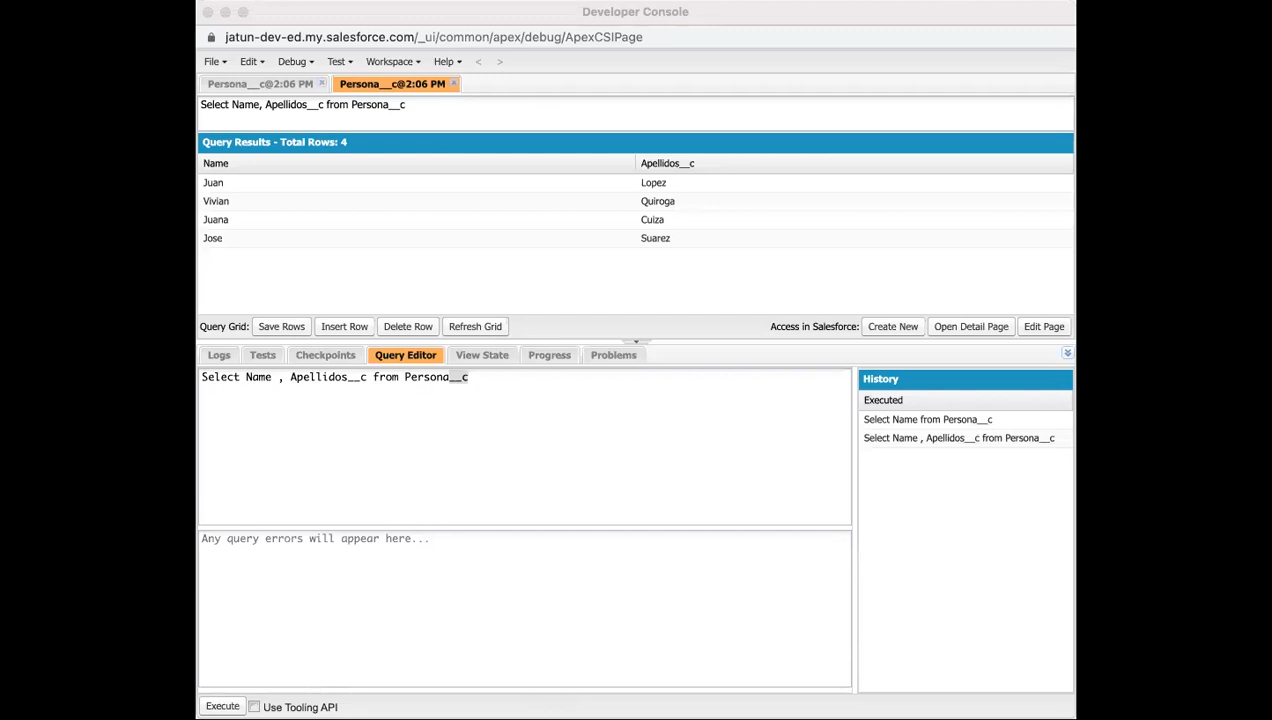 Developer Console
jatun-dev-ed.my.salesforce.com/_ui/common/apex/debug/ApexCSIPage
File Edit Debug Test Workspace Help < >
Persona__c@2:06 PM Persona__c@2:06 PM
Select Name, Apellidos__c from Persona__c
Query Results - Total Rows: 4
Name Apellidos__c
Juan Lopez
Vivian Quiroga
Juana Cuiza
Jose Suarez
Query Grid: Save Rows Insert Row Delete Row Refresh Grid Access in Salesforce: Create New Open Detail Page Edit Page
Logs Tests Checkpoints Query Editor View State Progress Problems
Select Name , Apellidos__c from Persona__c
History
Executed
Select Name from Persona__c
Select Name , Apellidos__c from Persona__c
Any query errors will appear here...
Execute Use Tooling API